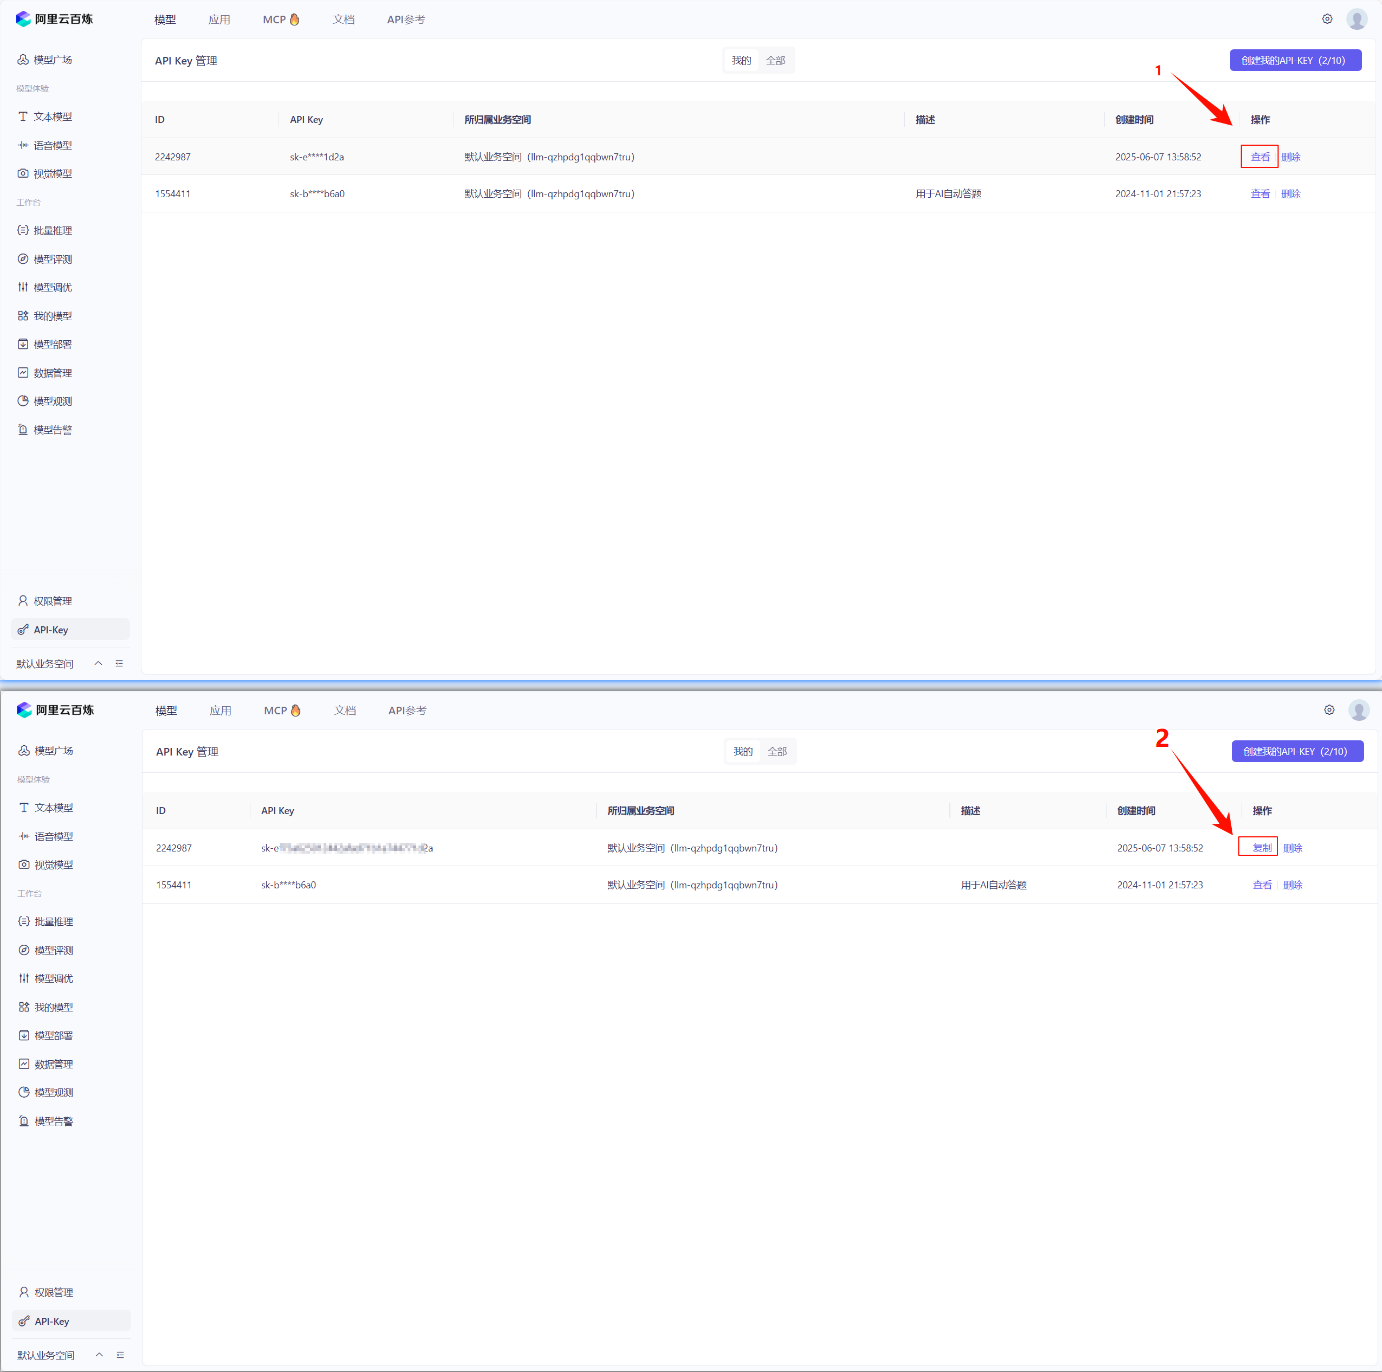 阿里云百炼 模型 应用 MCP 文档 API参考
模型广场
API Key 管理 我的 全部 创建我的API-KEY（2/10）
1
模型体验
文本模型
语音模型
视觉模型
工作台
批量推理
模型评测
模型调优
我的模型
模型部署
数据管理
模型观测
模型告警
权限管理
API-Key
默认业务空间
ID API Key 所归属业务空间 描述 创建时间 操作
2242987 sk-e****1d2a 默认业务空间（llm-qzhpdg1qqbwn7tru） 2025-06-07 13:58:52 查看 删除
1554411 sk-b****b6a0 默认业务空间（llm-qzhpdg1qqbwn7tru） 用于AI自动答题 2024-11-01 21:57:23 查看 删除
阿里云百炼 模型 应用 MCP 文档 API参考
模型广场
API Key 管理 我的 全部 创建我的API-KEY（2/10）
2
模型体验
文本模型
语音模型
视觉模型
工作台
批量推理
模型评测
模型调优
我的模型
模型部署
数据管理
模型观测
模型告警
权限管理
API-Key
默认业务空间
ID API Key 所归属业务空间 描述 创建时间 操作
2242987 sk-e 2a 默认业务空间（llm-qzhpdg1qqbwn7tru） 2025-06-07 13:58:52 复制 删除
1554411 sk-b****b6a0 默认业务空间（llm-qzhpdg1qqbwn7tru） 用于AI自动答题 2024-11-01 21:57:23 查看 删除